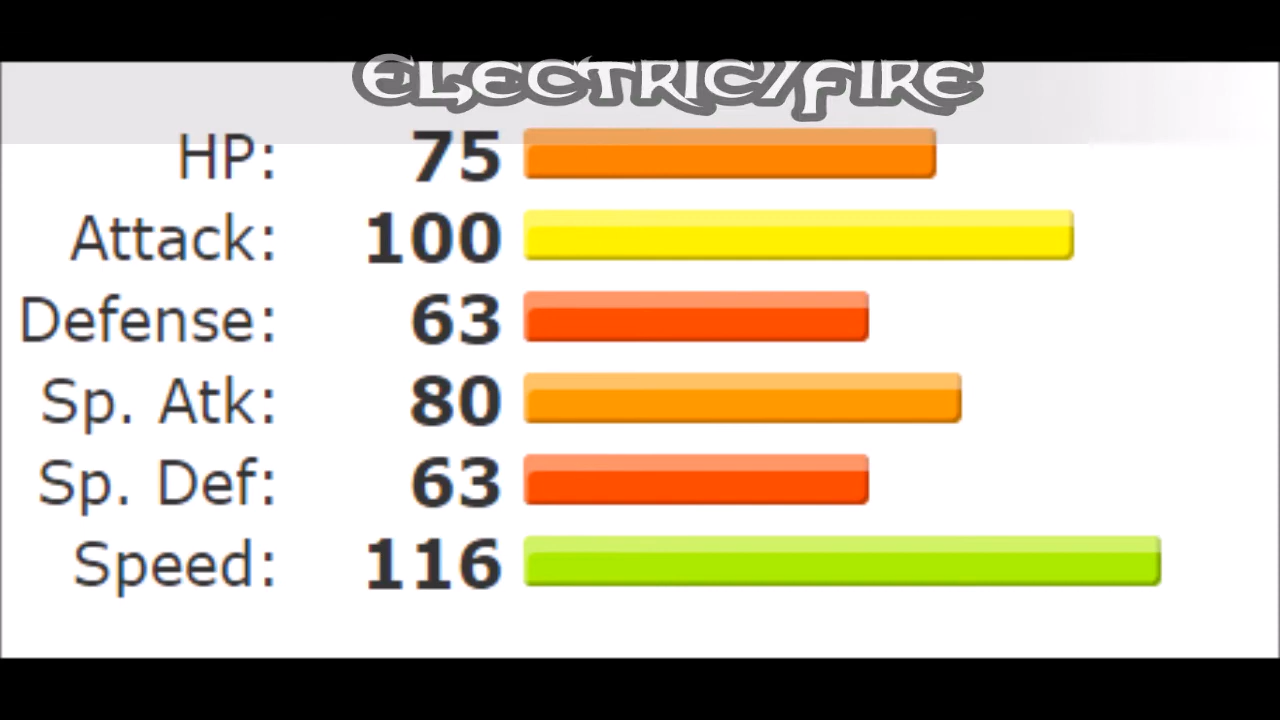 ELECTRIC/FIRE
HP: 75
Attack: 100
Defense: 63
Sp. Atk: 80
Sp. Def: 63
Speed: 116